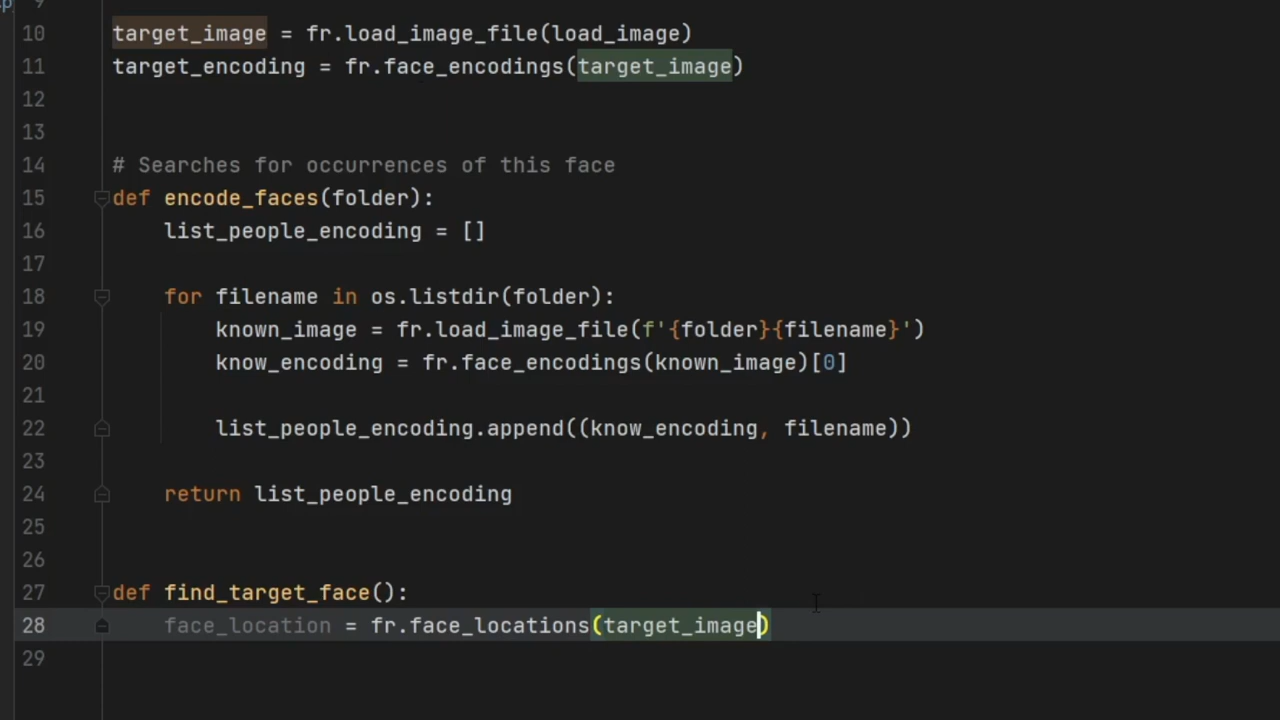 9
10 target_image = fr.load_image_file(load_image)
11 target_encoding = fr.face_encodings(target_image)
12
13
14 # Searches for occurrences of this face
15 def encode_faces(folder):
16     list_people_encoding = []
17
18     for filename in os.listdir(folder):
19         known_image = fr.load_image_file(f'{folder}{filename}')
20         know_encoding = fr.face_encodings(known_image)[0]
21
22         list_people_encoding.append((know_encoding, filename))
23
24     return list_people_encoding
25
26
27 def find_target_face():
28     face_location = fr.face_locations(target_image)
29